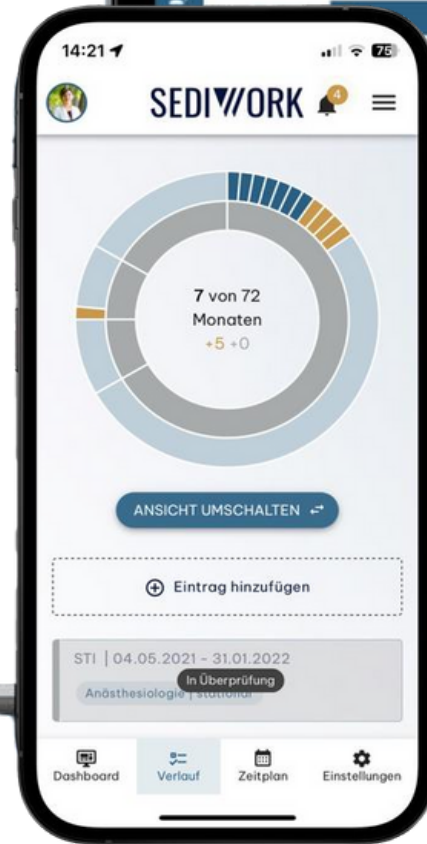 14:21
75
SEDIWORK
4
7 von 72
Monaten
+5 +0
ANSICHT UMSCHALTEN
Eintrag hinzufügen
STI | 04.05.2021 - 31.01.2022
In Überprüfung
Anästhesiologie | stationär
Dashboard Verlauf Zeitplan Einstellungen